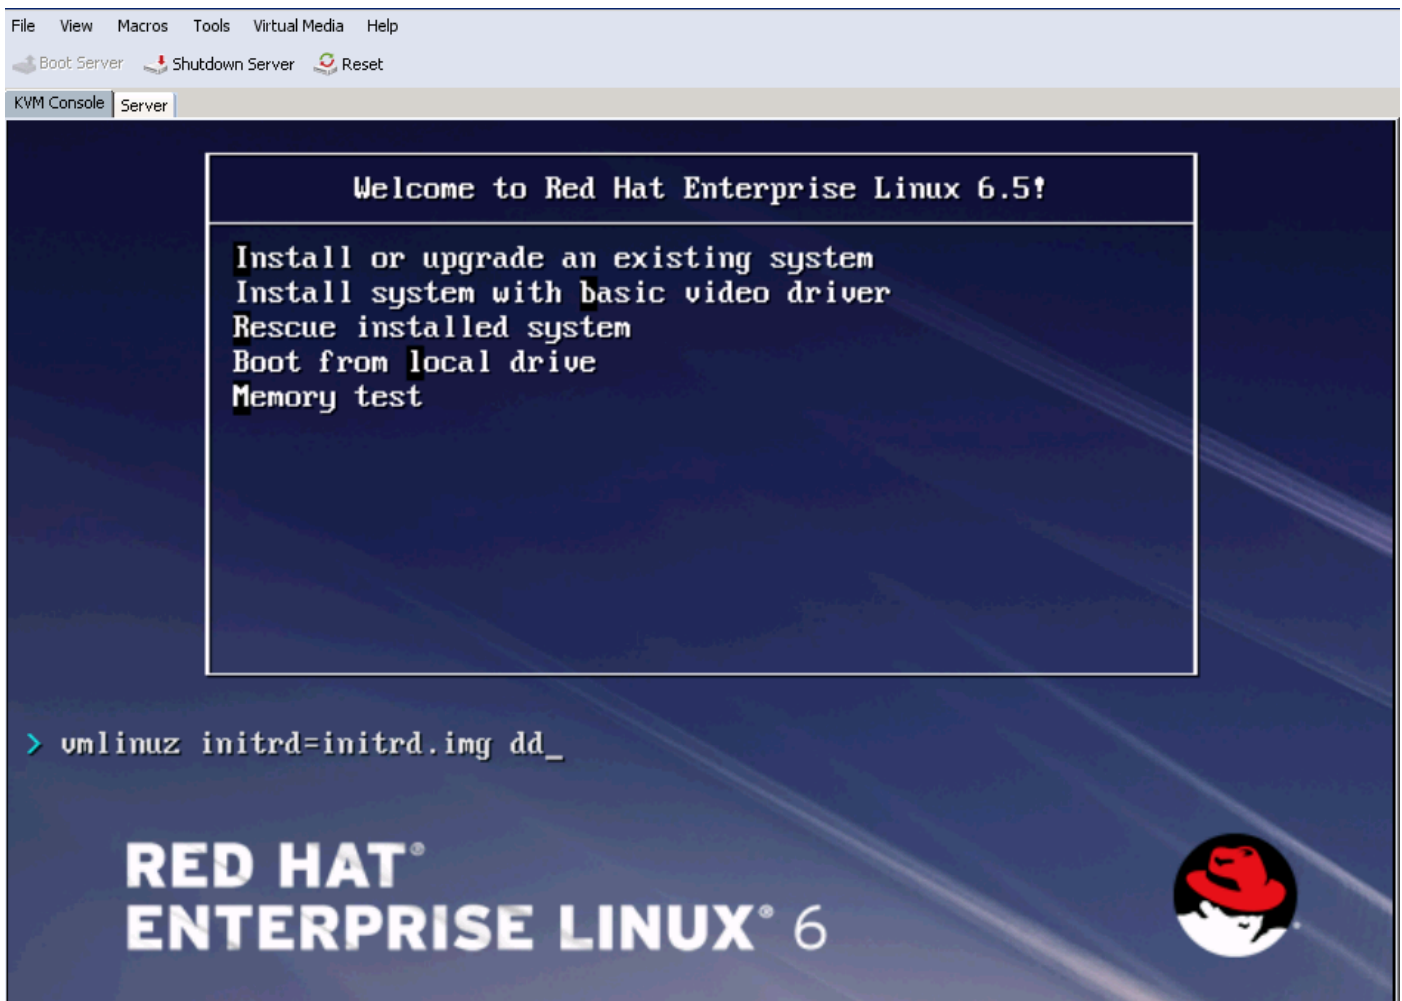 File View Macros Tools Virtual Media Help
Boot Server Shutdown Server Reset
KVM Console Server
Welcome to Red Hat Enterprise Linux 6.5!
Install or upgrade an existing system
Install system with basic video driver
Rescue installed system
Boot from local drive
Memory test
> vmlinuz initrd=initrd.img dd_
RED HAT®
ENTERPRISE LINUX® 6